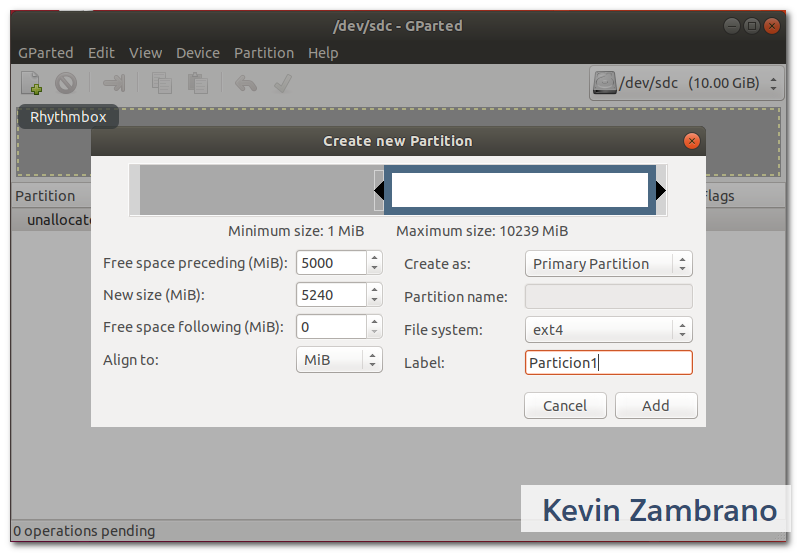 /dev/sdc - GParted
GParted Edit View Device Partition Help
/dev/sdc (10.00 GiB)
Rhythmbox
Create new Partition
Partition
Flags
unallocate
Minimum size: 1 MiB Maximum size: 10239 MiB
Free space preceding (MiB): 5000 Create as: Primary Partition
New size (MiB): 5240 Partition name:
Free space following (MiB): 0 File system: ext4
Align to: MiB Label: Particion1
Cancel Add
Kevin Zambrano
0 operations pending